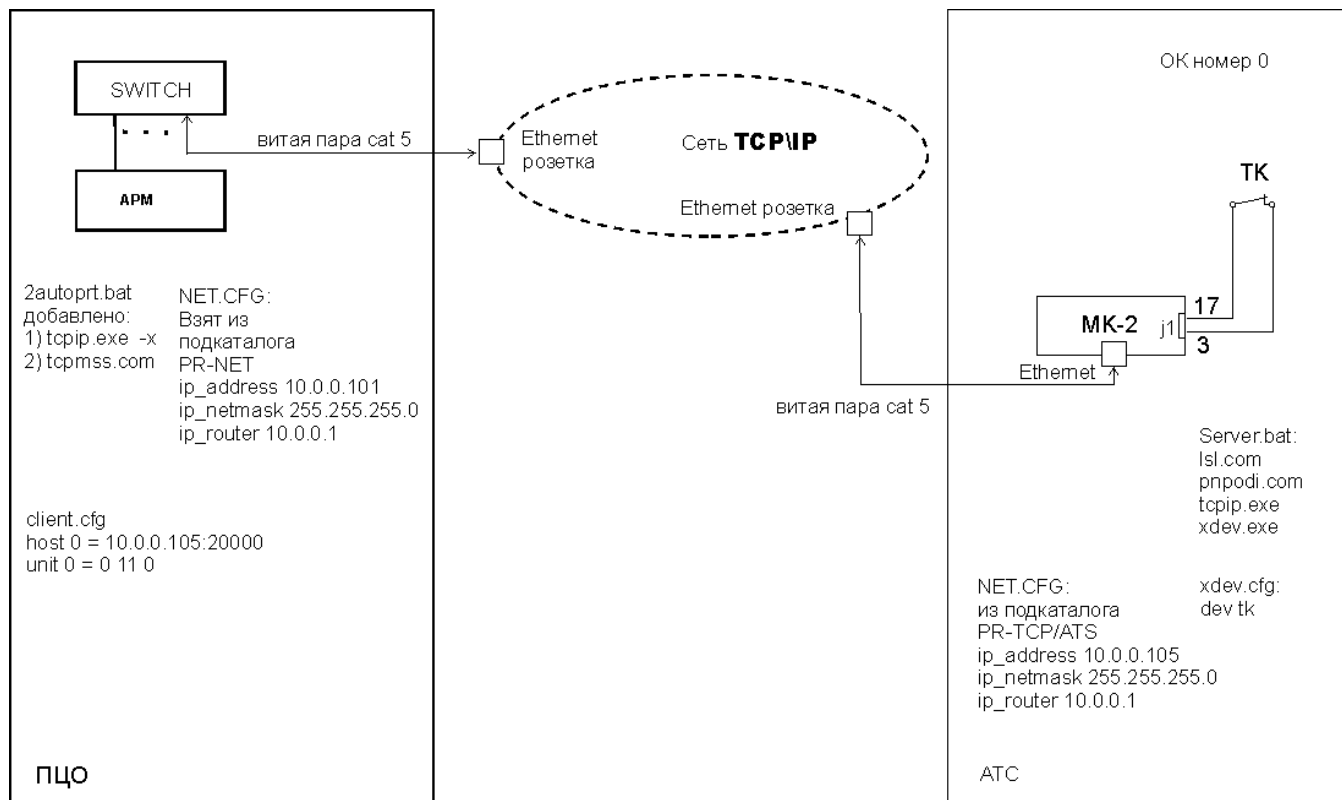 SWITCH
. . .
АРМ
витая пара cat 5
Ethernet
розетка
Сеть TCP\IP
Ethernet розетка
2autoprt.bat
добавлено:
1) tcpip.exe -x
2) tcpmss.com
NET.CFG:
Взят из
подкаталога
PR-NET
ip_address 10.0.0.101
ip_netmask 255.255.255.0
ip_router 10.0.0.1
client.cfg
host 0 = 10.0.0.105:20000
unit 0 = 0 11 0
ПЦО
ОК номер 0
ТК
МК-2
j1
17
3
Ethernet
витая пара cat 5
Server.bat:
lsl.com
pnpodi.com
tcpip.exe
xdev.exe
NET.CFG:
из подкаталога
PR-TCP/ATS
ip_address 10.0.0.105
ip_netmask 255.255.255.0
ip_router 10.0.0.1
xdev.cfg:
dev tk
АТС